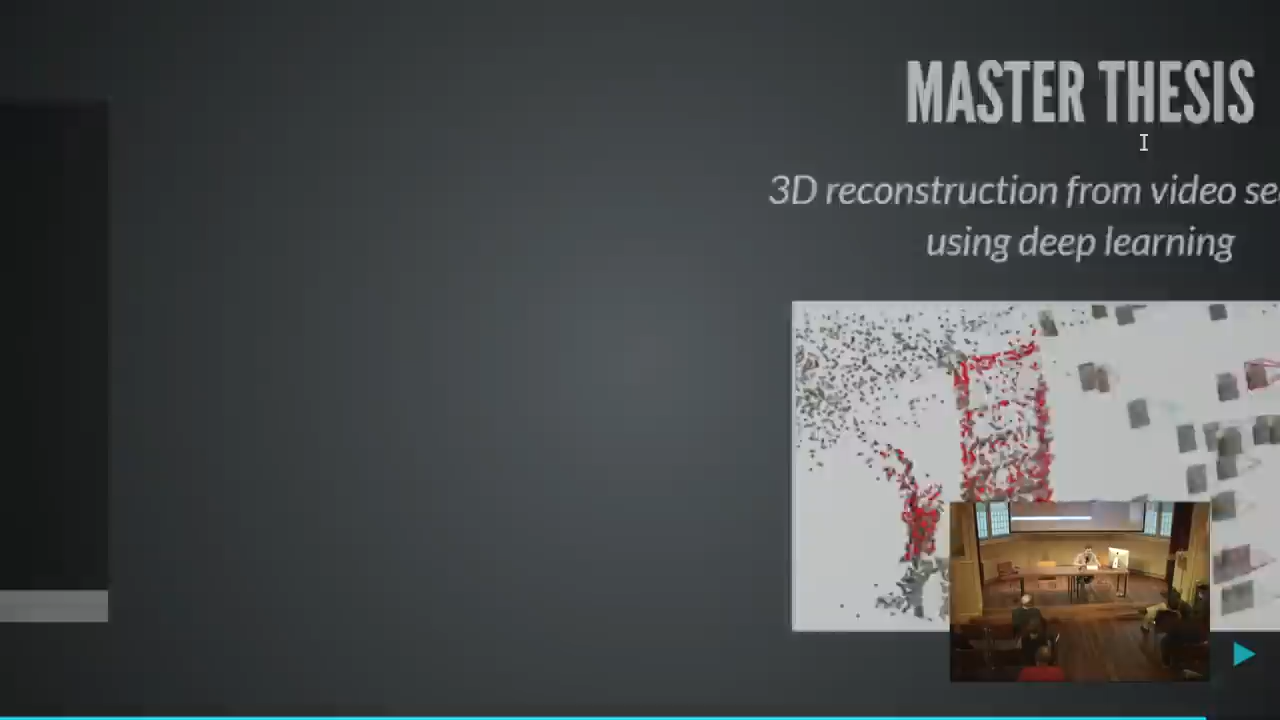 MASTER THESIS
3D reconstruction from video
using deep learning